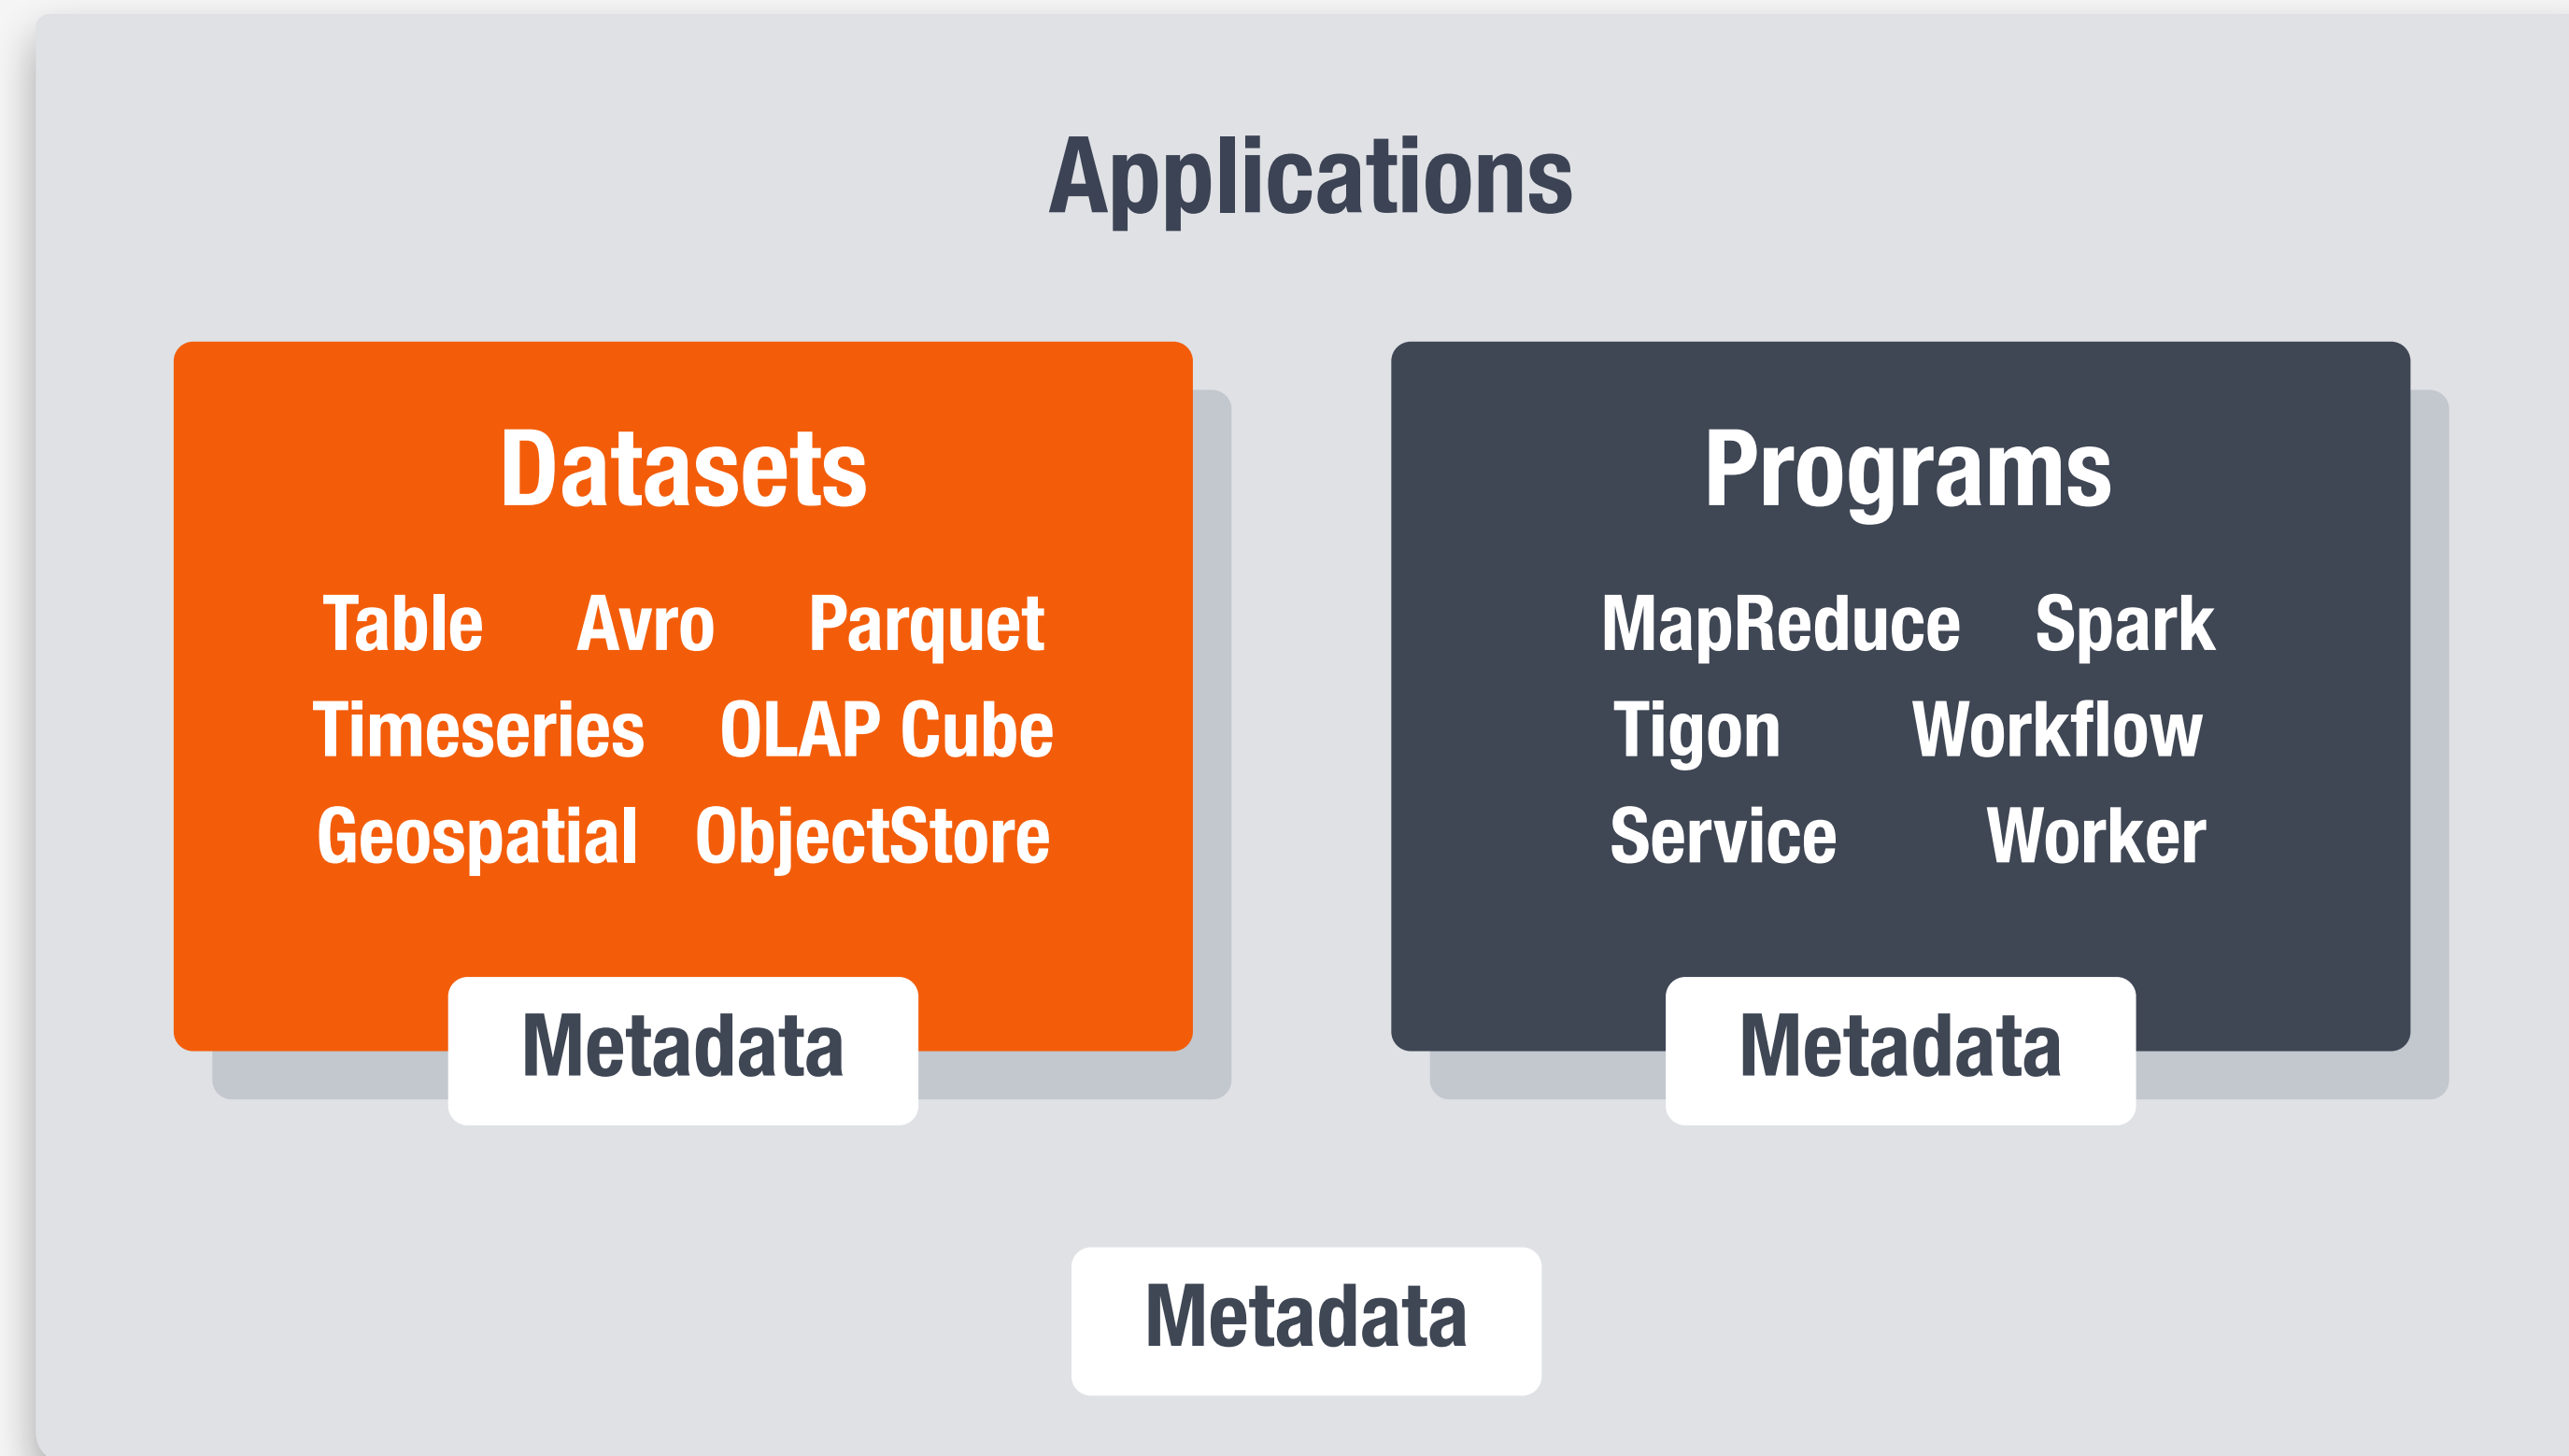 Applications
Datasets
Table Avro Parquet
Timeseries OLAP Cube
Geospatial ObjectStore
Metadata
Programs
MapReduce Spark
Tigon Workflow
Service Worker
Metadata
Metadata